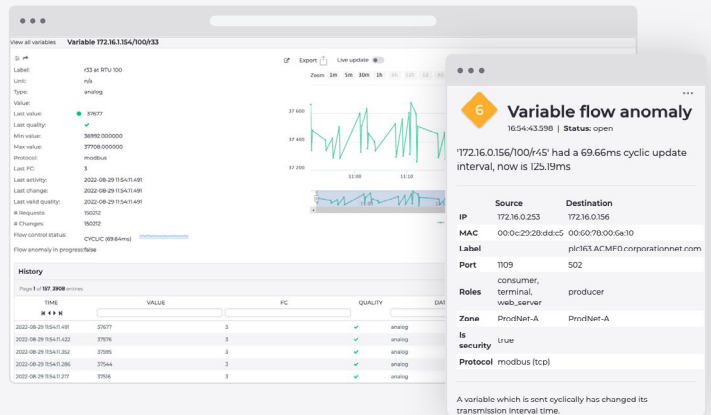 View all variables Variable 172.16.1.154/100/r33
Label: r33 at RTU 100
Unit: n/a
Type: analog
Value:
Last value: 37677
Last quality:
Min value: 36992.000000
Max value: 37708.000000
Protocol: modbus
Last FC: 3
Last activity: 2022-08-29 11:54:11.491
Last change: 2022-08-29 11:54:11.491
Last valid quality: 2022-08-29 11:54:11.491
# Requests 150212
# Changes: 150212
Flow control status: CYCLIC (69.64ms)
Flow anomaly in progress: false
Export Live update
Zoom 1m 5m 30m 1h
37 600
37 400
37 200
11:00 11:10
History
Page 1 of 157, 3908 entries
TIME VALUE FC QUALITY
2022-08-29 11:54:11.491 37677 3 analog
2022-08-29 11:54:11.422 37676 3 analog
2022-08-29 11:54:11.352 37595 3 analog
2022-08-29 11:54:11.286 37544 3 analog
2022-08-29 11:54:11.217 37516 3 analog
6
Variable flow anomaly
16:54:43.598 | Status: open
'172.16.0.156/100/r45' had a 69.66ms cyclic update
interval, now is 125.19ms
Source Destination
IP 172.16.0.253 172.16.0.156
MAC 00:0c:29:28:dd:c5 00:60:78:00:6a:10
Label plc163.ACME0.corporationnet.com
Port 1109 502
Roles consumer, terminal, web_server producer
Zone ProdNet-A ProdNet-A
Is
security true
Protocol modbus (tcp)
A variable which is sent cyclically has changed its
transmission interval time.